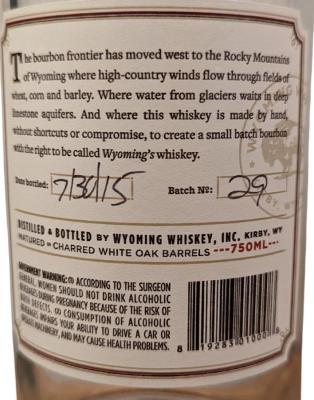 The bourbon frontier has moved west to the Rocky Mountains
of Wyoming where high-country winds flow through fields of
wheat, corn and barley. Where water from glaciers waits in deep
limestone aquifers. And where this whiskey is made by hand,
without shortcuts or compromise, to create a small batch bourbon
with the right to be called Wyoming's whiskey.
Date bottled: 7/30/15 Batch №: 29
DISTILLED & BOTTLED BY WYOMING WHISKEY, INC. KIRBY, WY
MATURED IN CHARRED WHITE OAK BARRELS ---750ML---
GOVERNMENT WARNING: (1) ACCORDING TO THE SURGEON
GENERAL, WOMEN SHOULD NOT DRINK ALCOHOLIC
BEVERAGES DURING PREGNANCY BECAUSE OF THE RISK OF
BIRTH DEFECTS. (2) CONSUMPTION OF ALCOHOLIC
BEVERAGES IMPAIRS YOUR ABILITY TO DRIVE A CAR OR
OPERATE MACHINERY, AND MAY CAUSE HEALTH PROBLEMS.
8 19283 01000 8